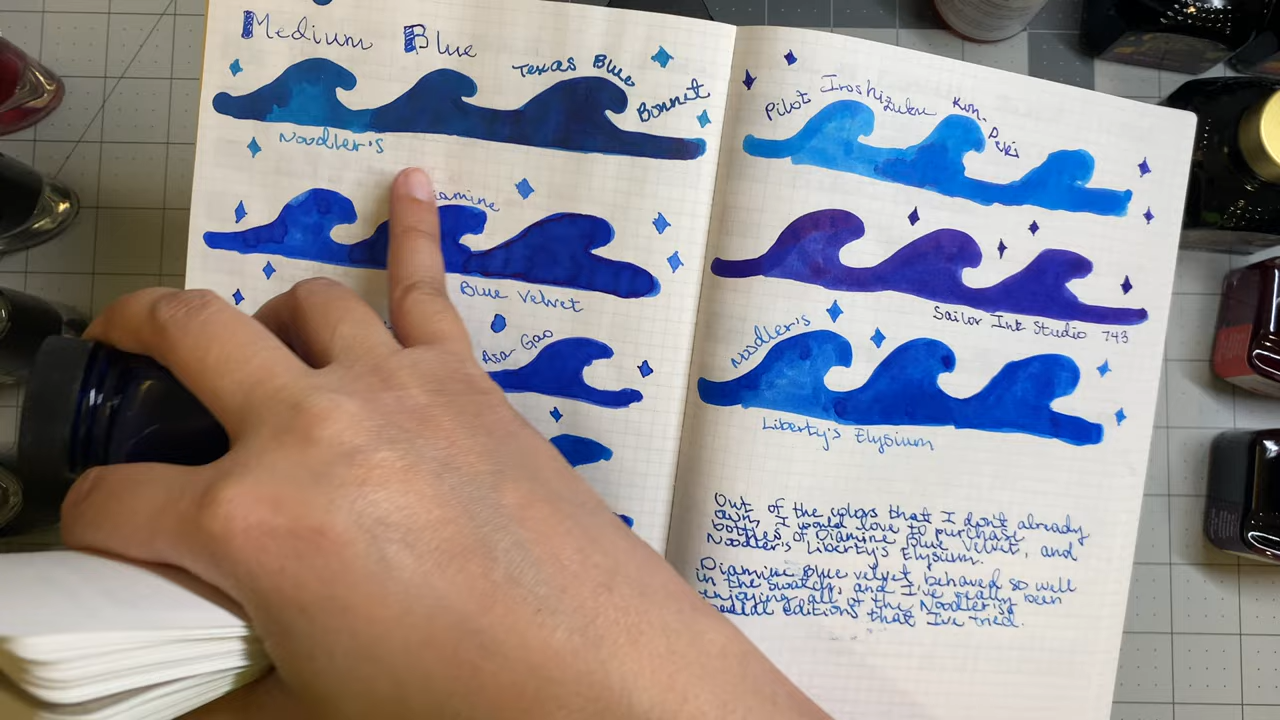 Medium Blue
Texas Blue
Bonnet
Noodler's
iamine
Blue Velvet
Asa Gao
Pilot Iroshizuku Kon-
Peki
Sailor Ink Studio 743
Noodler's
Liberty's Elysium
Out of the colors that I don't already
own, I would love to purchase
bottles of Diamine Blue Velvet, and
Noodler's Liberty's Elysium.
Diamine Blue Velvet behaved so well
in the swatch, and I've really been
enjoying all of the Noodler's
pecial editions that I've tried.